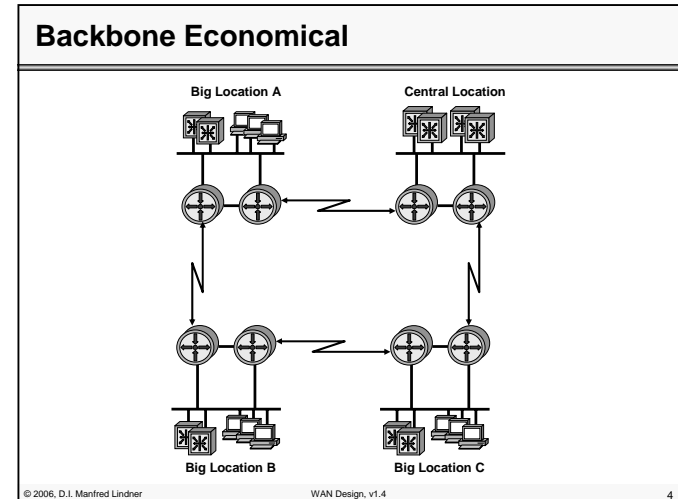 Backbone Economical
Big Location A
Central Location
Big Location B
Big Location C
© 2006, D.I. Manfred Lindner
WAN Design, v1.4
4